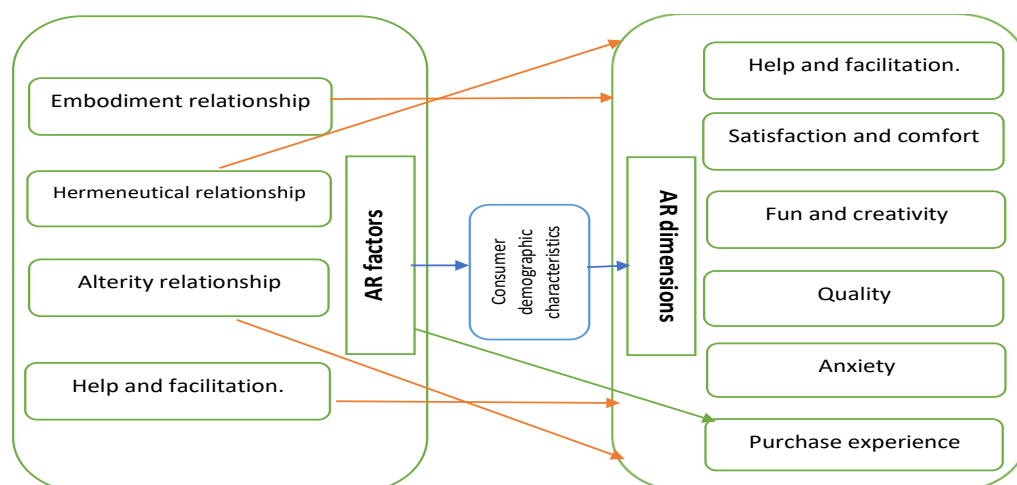 Embodiment relationship
Hermeneutical relationship
Alterity relationship
Help and facilitation.
AR factors
Consumer
demographic
characteristics
AR dimensions
Help and facilitation.
Satisfaction and comfort
Fun and creativity
Quality
Anxiety
Purchase experience